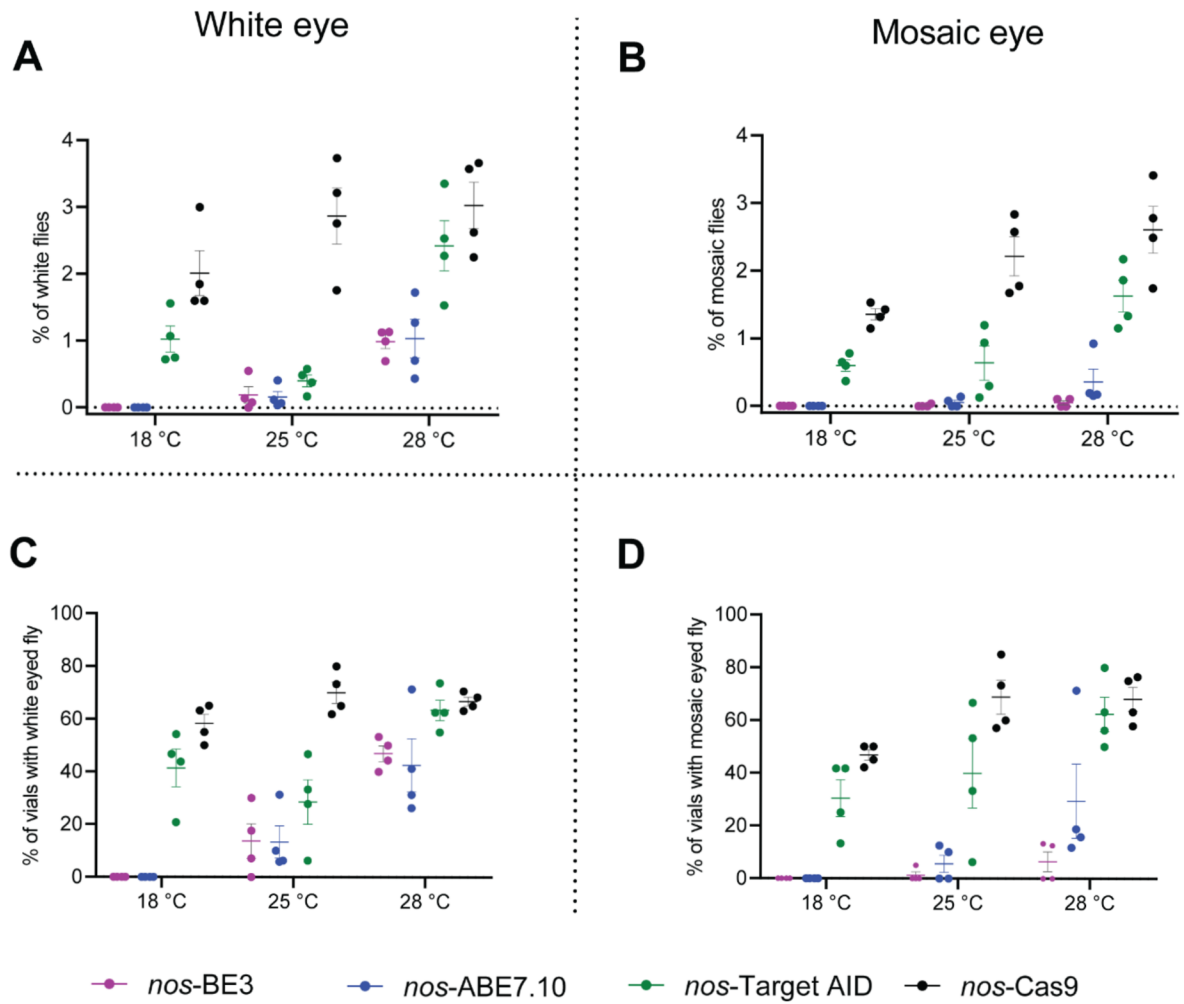 White eye
Mosaic eye
A
% of white flies
4
3
2
1
0
18 °C
25 °C
28 °C
B
% of mosaic flies
4
3
2
1
0
18 °C
25 °C
28 °C
C
% of vials with white eyed fly
100
80
60
40
20
0
18 °C
25 °C
28 °C
D
% of vials with mosaic eyed fly
100
80
60
40
20
0
18 °C
25 °C
28 °C
nos-BE3
nos-ABE7.10
nos-Target AID
nos-Cas9